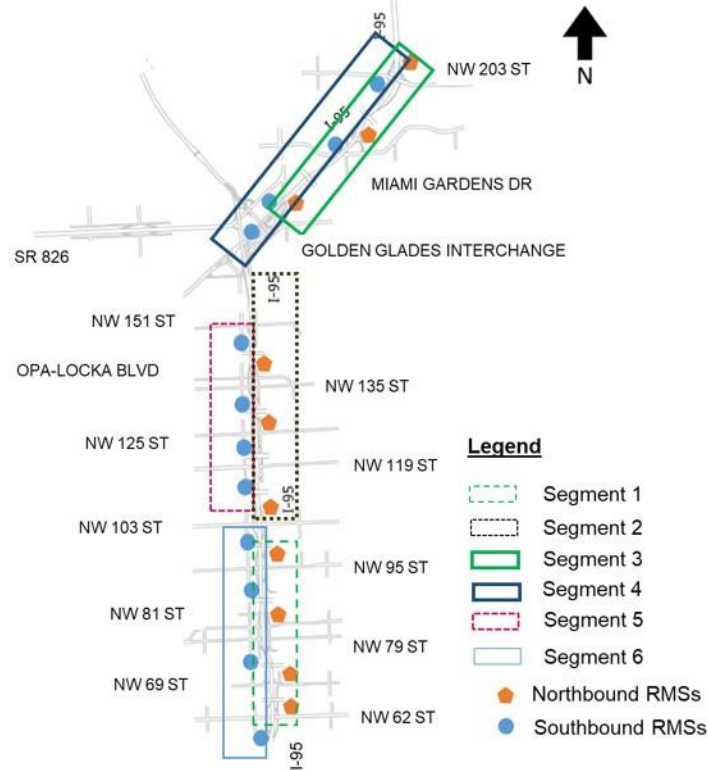 I-95
N
NW 203 ST
I-95
MIAMI GARDENS DR
SR 826
GOLDEN GLADES INTERCHANGE
I-95
NW 151 ST
OPA-LOCKA BLVD
NW 135 ST
NW 125 ST
NW 119 ST
I-95
NW 103 ST
NW 95 ST
NW 81 ST
NW 79 ST
NW 69 ST
NW 62 ST
I-95
Legend
Segment 1
Segment 2
Segment 3
Segment 4
Segment 5
Segment 6
Northbound RMSs
Southbound RMSs